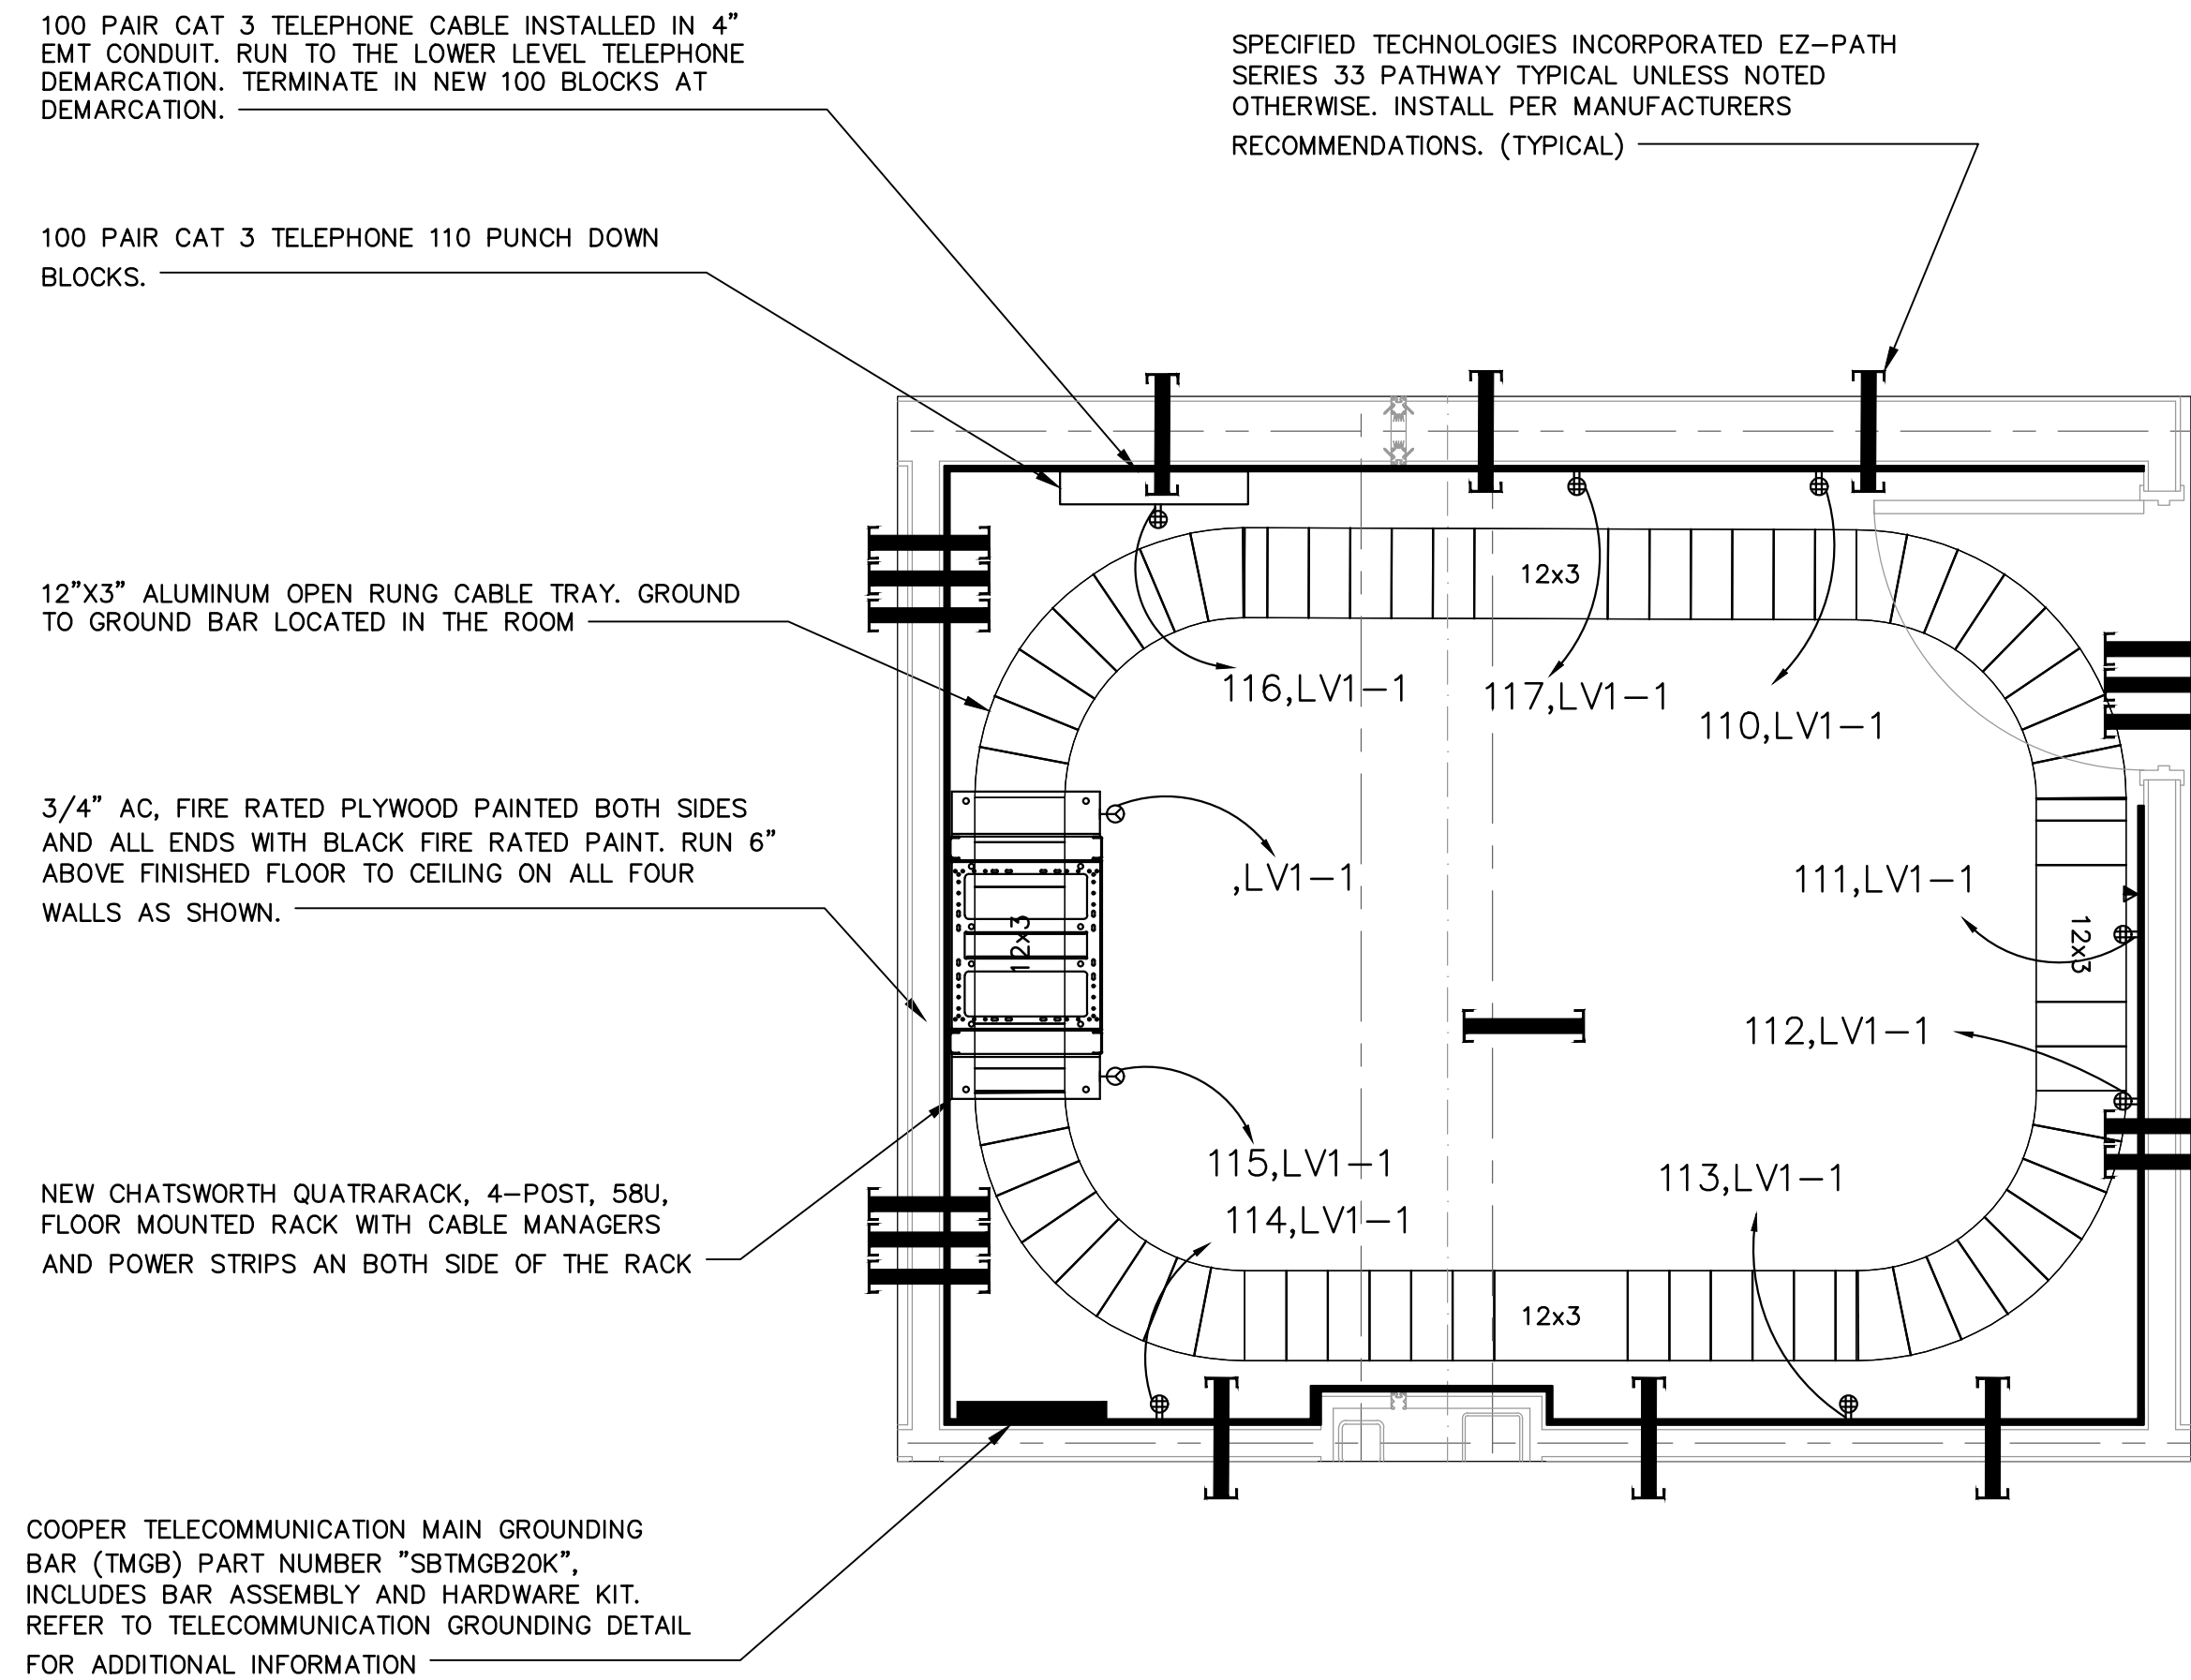 100 PAIR CAT 3 TELEPHONE CABLE INSTALLED IN 4”
EMT CONDUIT. RUN TO THE LOWER LEVEL TELEPHONE
DEMARCATION. TERMINATE IN NEW 100 BLOCKS AT
DEMARCATION.
SPECIFIED TECHNOLOGIES INCORPORATED EZ–PATH
SERIES 33 PATHWAY TYPICAL UNLESS NOTED
OTHERWISE. INSTALL PER MANUFACTURERS
RECOMMENDATIONS. (TYPICAL)
100 PAIR CAT 3 TELEPHONE 110 PUNCH DOWN
BLOCKS.
12”X3” ALUMINUM OPEN RUNG CABLE TRAY. GROUND
TO GROUND BAR LOCATED IN THE ROOM
3/4” AC, FIRE RATED PLYWOOD PAINTED BOTH SIDES
AND ALL ENDS WITH BLACK FIRE RATED PAINT. RUN 6”
ABOVE FINISHED FLOOR TO CEILING ON ALL FOUR
WALLS AS SHOWN.
NEW CHATSWORTH QUATRARACK, 4–POST, 58U,
FLOOR MOUNTED RACK WITH CABLE MANAGERS
AND POWER STRIPS AN BOTH SIDE OF THE RACK
COOPER TELECOMMUNICATION MAIN GROUNDING
BAR (TMGB) PART NUMBER ”SBTMGB20K”,
INCLUDES BAR ASSEMBLY AND HARDWARE KIT.
REFER TO TELECOMMUNICATION GROUNDING DETAIL
FOR ADDITIONAL INFORMATION
12x3
116,LV1–1
117,LV1–1
110,LV1–1
,LV1–1
111,LV1–1
12x3
12x3
112,LV1–1
115,LV1–1
113,LV1–1
114,LV1–1
12x3